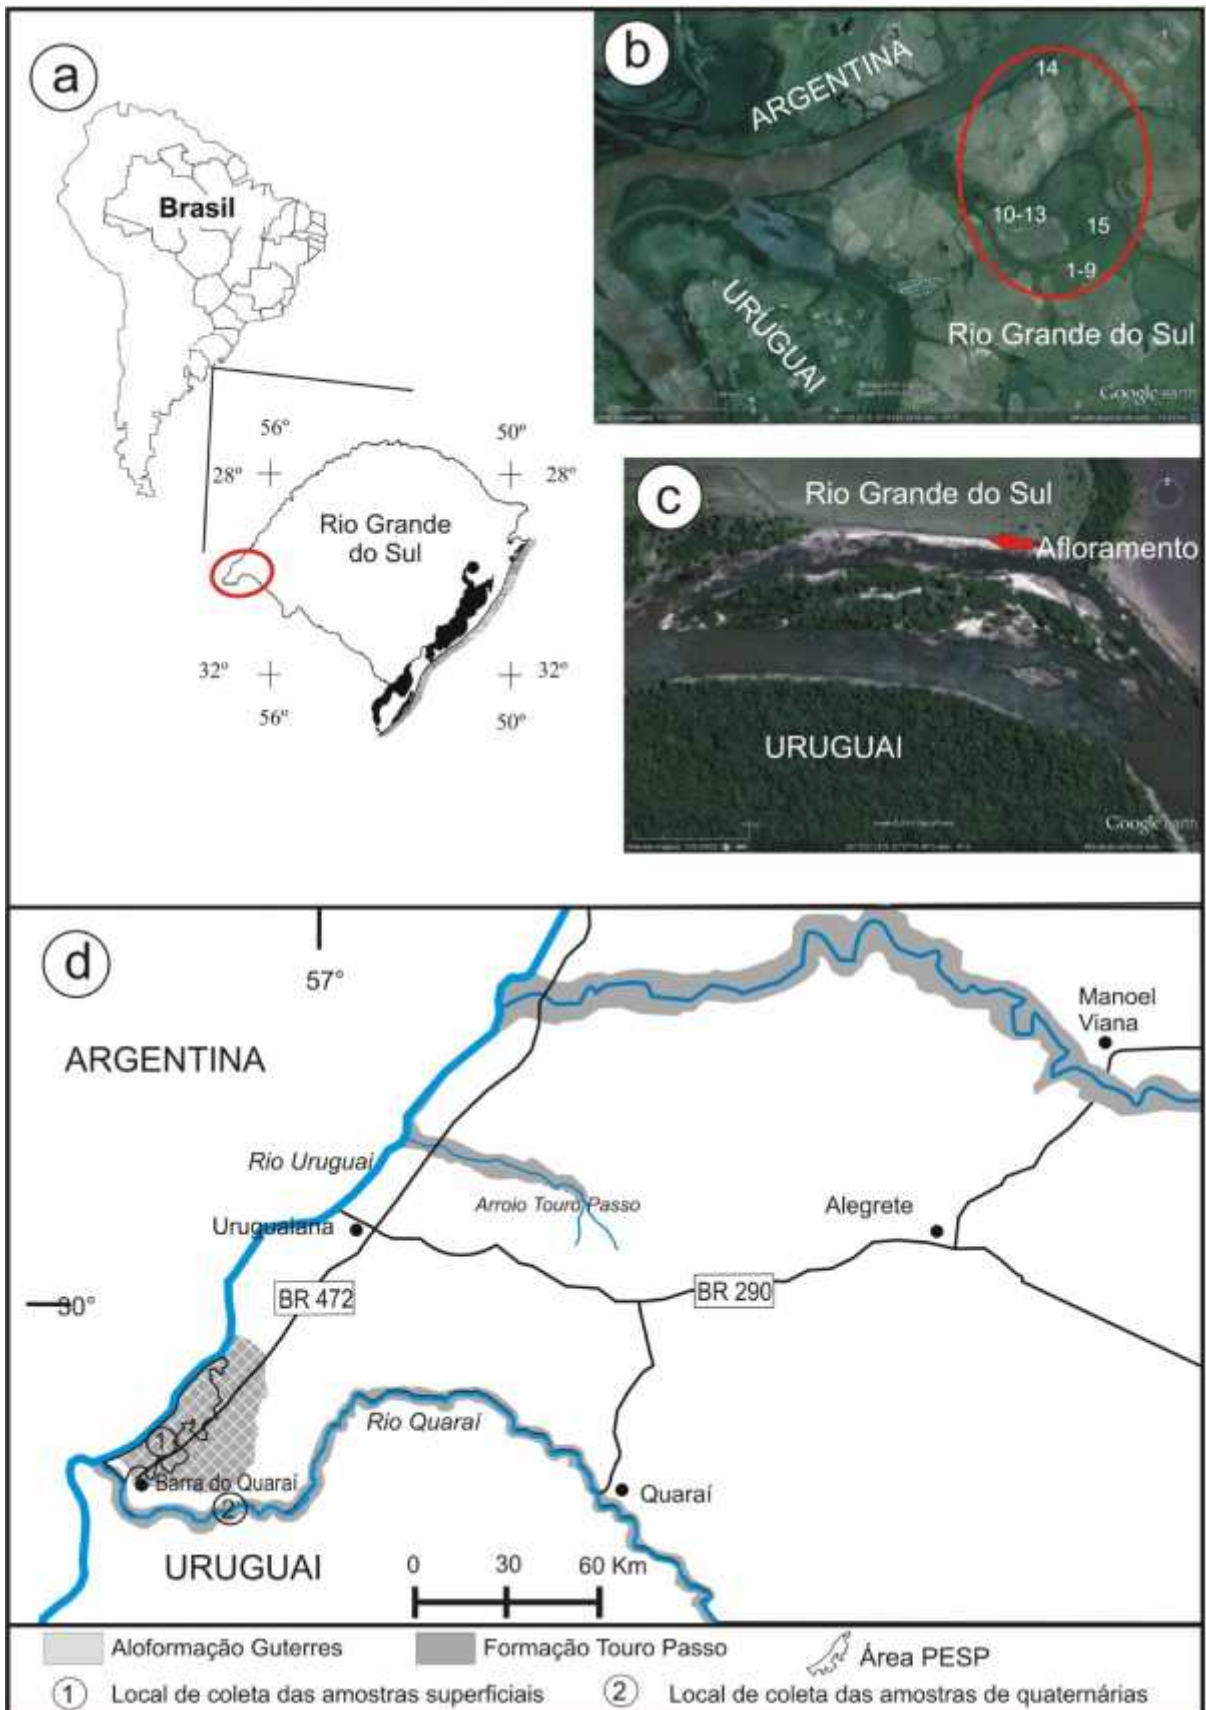 a
Brasil
56º
50º
28º
28º
Rio Grande
do Sul
32º
32º
56º
50º
b
ARGENTINA
14
10-13
15
1-9
URUGUAI
Rio Grande do Sul
Google earth
c
Rio Grande do Sul
Afloramento
URUGUAI
Google earth
d
57°
Manoel
Viana
ARGENTINA
Rio Uruguai
Arroio Touro Passo
Alegrete
Uruguaiana
BR 472
BR 290
30°
Rio Quaraí
1
Barra do Quaraí
2
Quaraí
URUGUAI
0 30 60 Km
Aloformação Guterres Formação Touro Passo Área PESP
1 Local de coleta das amostras superficiais 2 Local de coleta das amostras de quaternárias